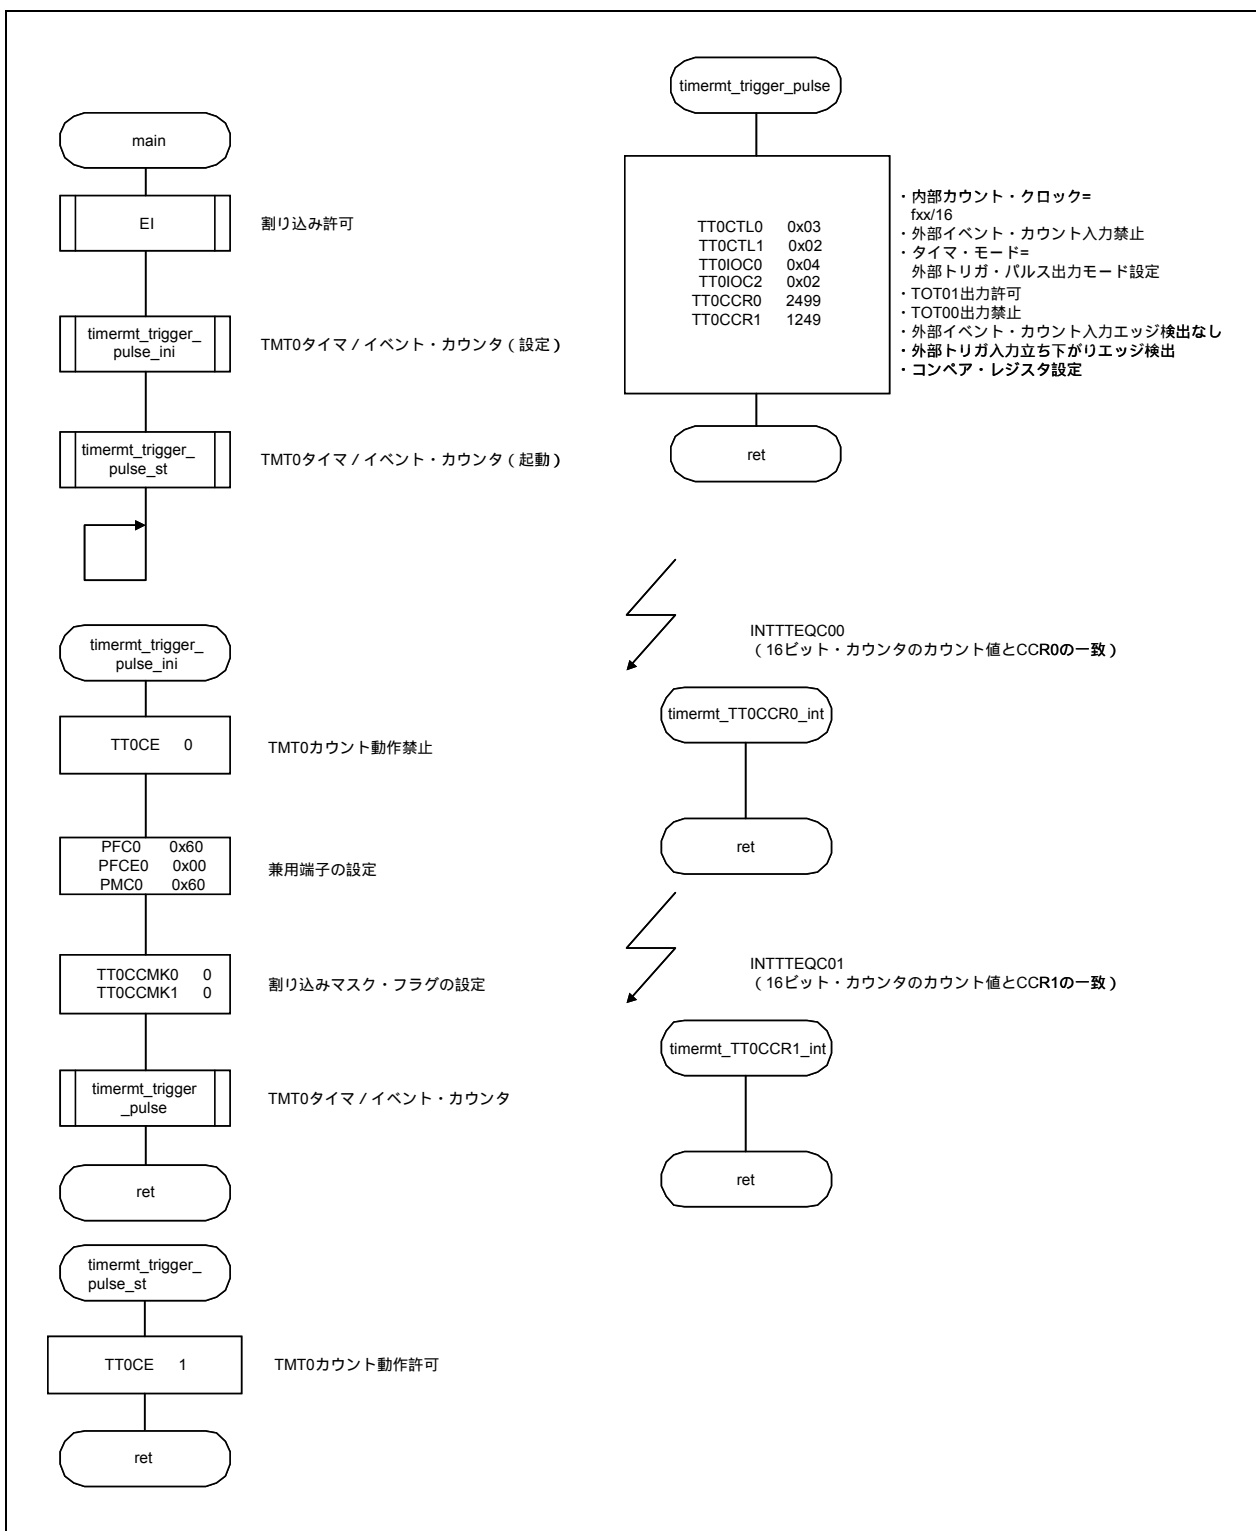 main
EI
割り込み許可
timermt_trigger_
pulse_ini
TMT0タイマ / イベント・カウンタ ( 設定 )
timermt_trigger_
pulse_st
TMT0タイマ / イベント・カウンタ ( 起動 )
timermt_trigger_
pulse_ini
TT0CE 0
TMT0カウント動作禁止
PFC0 0x60
PFCE0 0x00
PMC0 0x60
兼用端子の設定
TT0CCMK0 0
TT0CCMK1 0
割り込みマスク・フラグの設定
timermt_trigger
_pulse
TMT0タイマ / イベント・カウンタ
ret
timermt_trigger_
pulse_st
TT0CE 1
TMT0カウント動作許可
ret
timermt_trigger_pulse
TT0CTL0 0x03
TT0CTL1 0x02
TT0IOC0 0x04
TT0IOC2 0x02
TT0CCR0 2499
TT0CCR1 1249
・内部カウント・クロック=
fxx/16
・外部イベント・カウント入力禁止
・タイマ・モード=
外部トリガ・パルス出力モード設定
・TOT01出力許可
・TOT00出力禁止
・外部イベント・カウント入力エッジ検出なし
・外部トリガ入力立ち下がりエッジ検出
・コンペア・レジスタ設定
ret
INTTTEQC00
( 16ビット・カウンタのカウント値とCCR0の一致 )
timermt_TT0CCR0_int
ret
INTTTEQC01
( 16ビット・カウンタのカウント値とCCR1の一致 )
timermt_TT0CCR1_int
ret